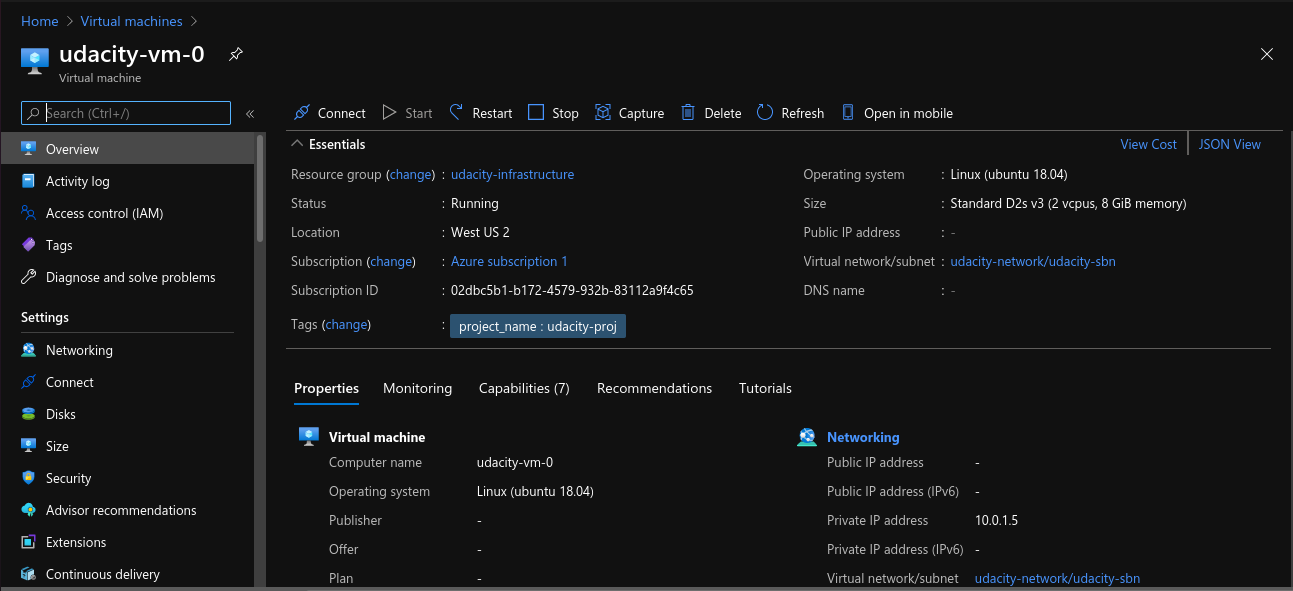 Home > Virtual machines >
udacity-vm-0
Virtual machine
Search (Ctrl+/)
«
Overview
Activity log
Access control (IAM)
Tags
Diagnose and solve problems
Settings
Networking
Connect
Disks
Size
Security
Advisor recommendations
Extensions
Continuous delivery
Connect Start Restart Stop Capture Delete Refresh Open in mobile
Essentials
View Cost JSON View
Resource group (change) : udacity-infrastructure
Status : Running
Location : West US 2
Subscription (change) : Azure subscription 1
Subscription ID : 02dbc5b1-b172-4579-932b-83112a9f4c65
Tags (change) : project_name : udacity-proj
Operating system : Linux (ubuntu 18.04)
Size : Standard D2s v3 (2 vcpus, 8 GiB memory)
Public IP address : -
Virtual network/subnet : udacity-network/udacity-sbn
DNS name : -
Properties Monitoring Capabilities (7) Recommendations Tutorials
Virtual machine
Computer name udacity-vm-0
Operating system Linux (ubuntu 18.04)
Publisher -
Offer -
Plan -
Networking
Public IP address -
Public IP address (IPv6) -
Private IP address 10.0.1.5
Private IP address (IPv6) -
Virtual network/subnet udacity-network/udacity-sbn